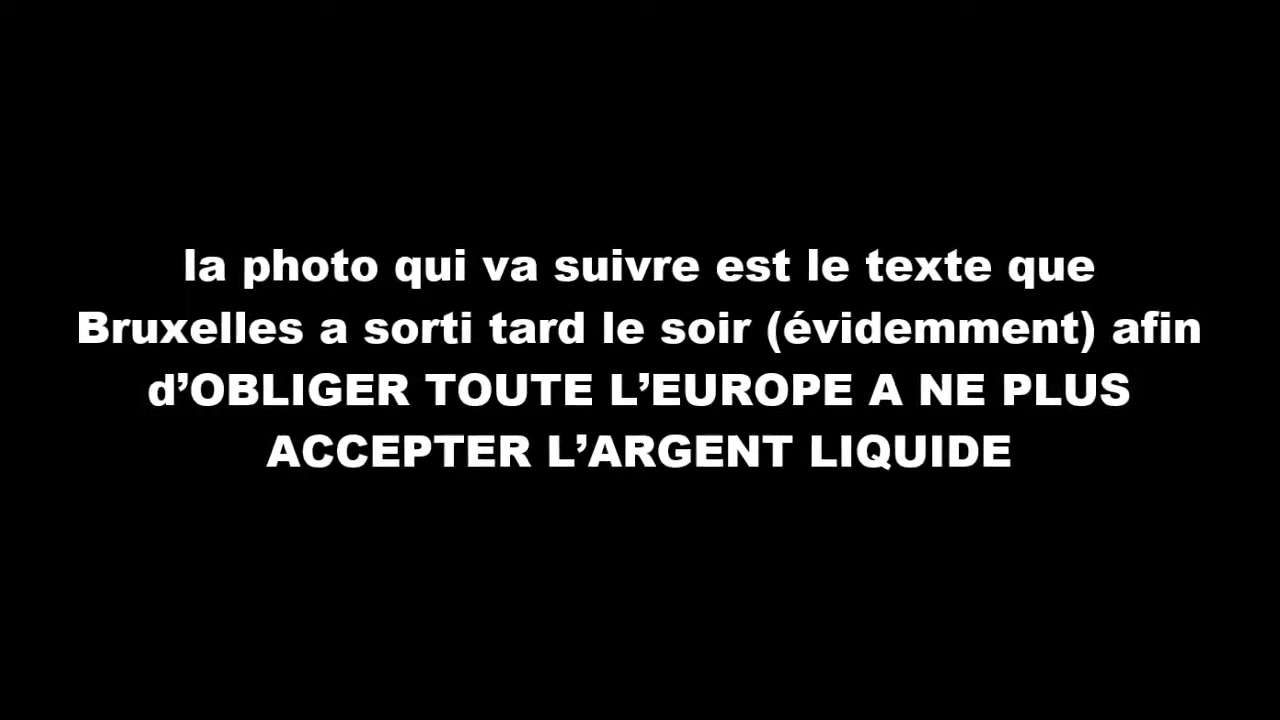 la photo qui va suivre est le texte que
Bruxelles a sorti tard le soir (évidemment) afin
d’OBLIGER TOUTE L’EUROPE A NE PLUS
ACCEPTER L’ARGENT LIQUIDE